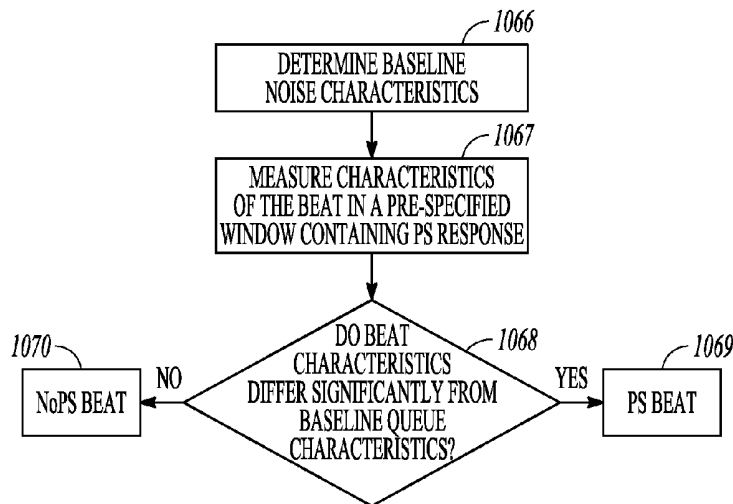 1066
DETERMINE BASELINE
NOISE CHARACTERISTICS
1067
MEASURE CHARACTERISTICS
OF THE BEAT IN A PRE-SPECIFIED
WINDOW CONTAINING PS RESPONSE
1070
NoPS BEAT
NO
DO BEAT
CHARACTERISTICS
DIFFER SIGNIFICANTLY FROM
BASELINE QUEUE
CHARACTERISTICS?
1068
YES
1069
PS BEAT